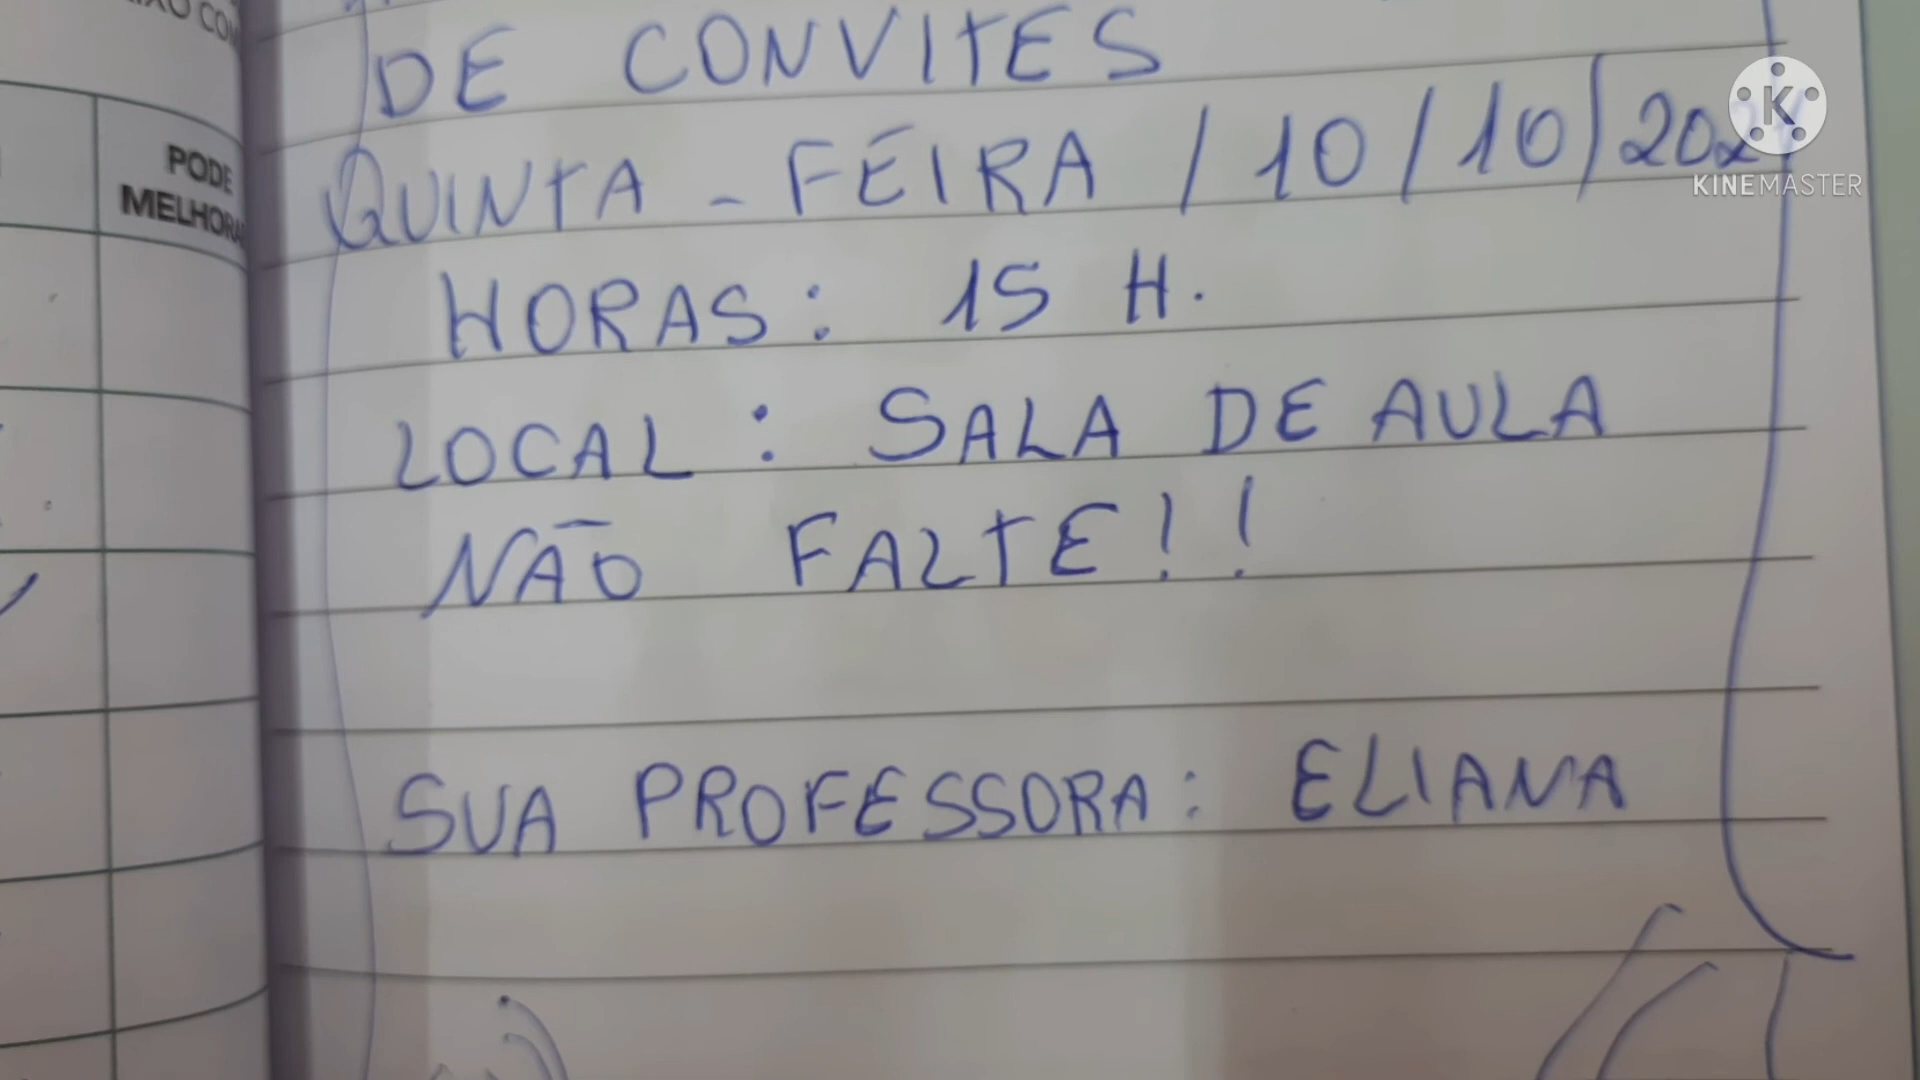 DE CONVITES
QUINTA - FEIRA / 10 / 10 / 2024
HORAS: 15 H.
LOCAL: SALA DE AULA
NÃO FALTE!!
SUA PROFESSORA: ELIANA
PODE
MELHORA
KINEMASTER